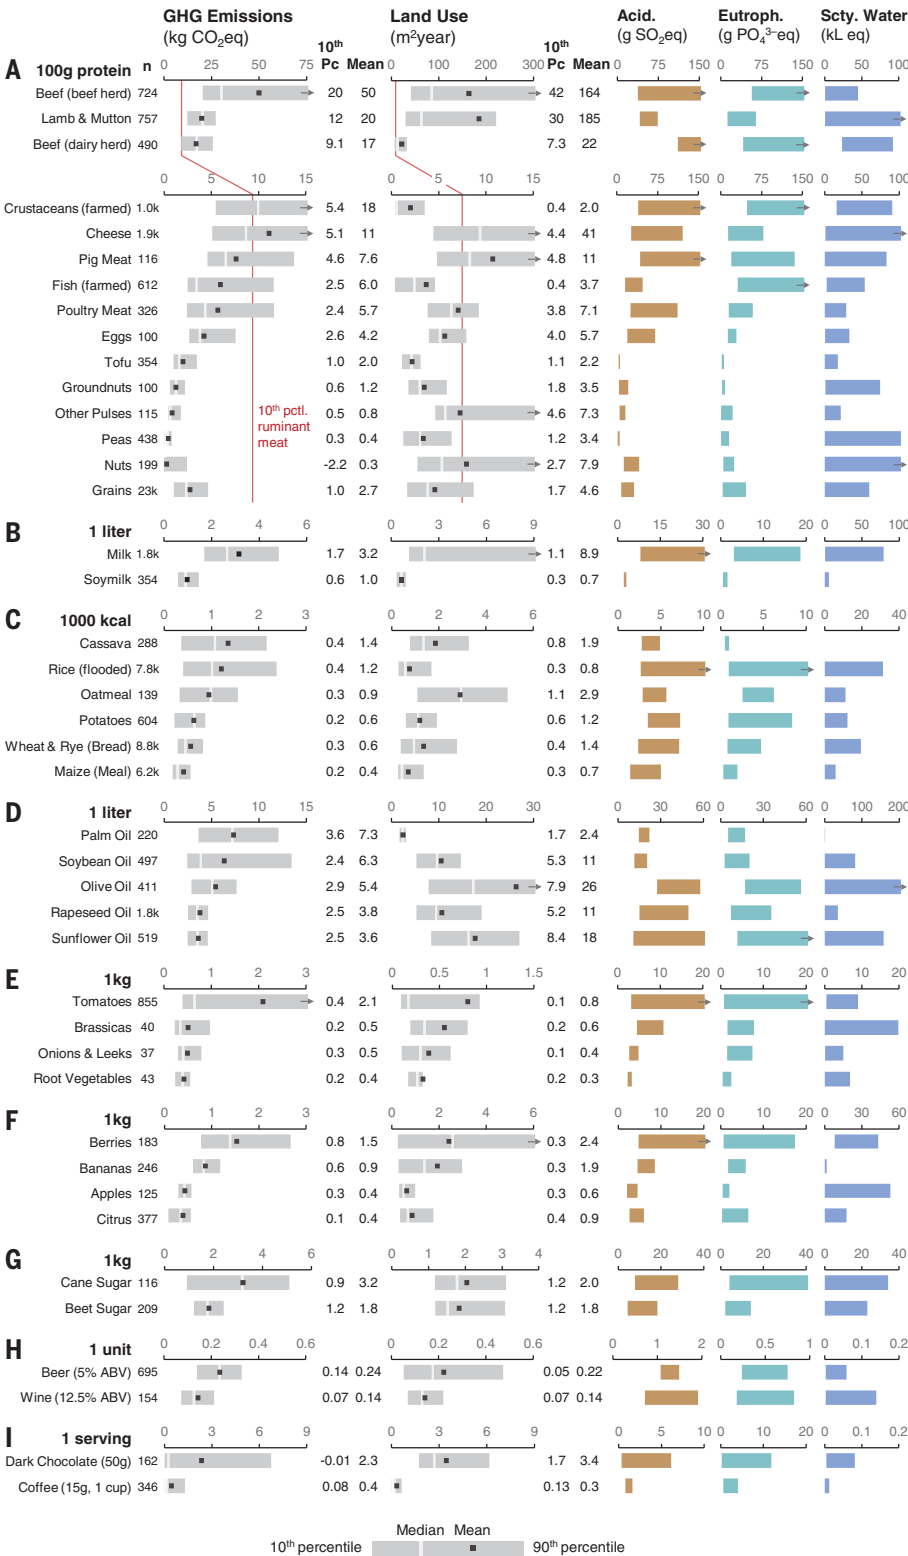 GHG Emissions Land Use Acid. Eutroph. Scty. Water
(kg CO₂eq) (m²year) (g SO₂eq) (g PO₄³⁻eq) (kL eq)
10th 10th
A 100g protein n Pc Mean Pc Mean
0 25 50 75 0 100 200 300 0 75 150 0 75 150 0 50 100
Beef (beef herd) 724 20 50 42 164
Lamb & Mutton 757 12 20 30 185
Beef (dairy herd) 490 9.1 17 7.3 22
0 5 10 15 0 5 10 15 0 75 150 0 75 150 0 50 100
Crustaceans (farmed) 1.0k 5.4 18 0.4 2.0
Cheese 1.9k 5.1 11 4.4 41
Pig Meat 116 4.6 7.6 4.8 11
Fish (farmed) 612 2.5 6.0 0.4 3.7
Poultry Meat 326 2.4 5.7 3.8 7.1
Eggs 100 2.6 4.2 4.0 5.7
Tofu 354 1.0 2.0 1.1 2.2
Groundnuts 100 0.6 1.2 1.8 3.5
Other Pulses 115 0.5 0.8 4.6 7.3
Peas 438 0.3 0.4 1.2 3.4
Nuts 199 -2.2 0.3 2.7 7.9
Grains 23k 1.0 2.7 1.7 4.6
10th pctl.
ruminant
meat
B 1 liter 0 2 4 6 0 3 6 9 0 15 30 0 10 20 0 50 100
Milk 1.8k 1.7 3.2 1.1 8.9
Soymilk 354 0.6 1.0 0.3 0.7
C 1000 kcal 0 1 2 3 0 2 4 6 0 5 10 0 5 10 0 50 100
Cassava 288 0.4 1.4 0.8 1.9
Rice (flooded) 7.8k 0.4 1.2 0.3 0.8
Oatmeal 139 0.3 0.9 1.1 2.9
Potatoes 604 0.2 0.6 0.6 1.2
Wheat & Rye (Bread) 8.8k 0.3 0.6 0.4 1.4
Maize (Meal) 6.2k 0.2 0.4 0.3 0.7
D 1 liter 0 5 10 15 0 10 20 30 0 30 60 0 30 60 0 100 200
Palm Oil 220 3.6 7.3 1.7 2.4
Soybean Oil 497 2.4 6.3 5.3 11
Olive Oil 411 2.9 5.4 7.9 26
Rapeseed Oil 1.8k 2.5 3.8 5.2 11
Sunflower Oil 519 2.5 3.6 8.4 18
E 1kg 0 1 2 3 0 0.5 1 1.5 0 10 20 0 10 20 0 100 200
Tomatoes 855 0.4 2.1 0.1 0.8
Brassicas 40 0.2 0.5 0.2 0.6
Onions & Leeks 37 0.3 0.5 0.1 0.4
Root Vegetables 43 0.2 0.4 0.2 0.3
F 1kg 0 1 2 3 0 2 4 6 0 10 20 0 10 20 0 30 60
Berries 183 0.8 1.5 0.3 2.4
Bananas 246 0.6 0.9 0.3 1.9
Apples 125 0.3 0.4 0.3 0.6
Citrus 377 0.1 0.4 0.4 0.9
G 1kg 0 2 4 6 0 1 2 3 4 0 20 40 0 20 40 0 20 40
Cane Sugar 116 0.9 3.2 1.2 2.0
Beet Sugar 209 1.2 1.8 1.2 1.8
H 1 unit 0 0.2 0.4 0.6 0 0.2 0.4 0.6 0 1 2 0 0.5 1 0 0.1 0.2
Beer (5% ABV) 695 0.14 0.24 0.05 0.22
Wine (12.5% ABV) 154 0.07 0.14 0.07 0.14
I 1 serving 0 3 6 9 0 3 6 9 0 5 10 0 5 10 0 0.1 0.2
Dark Chocolate (50g) 162 -0.01 2.3 1.7 3.4
Coffee (15g, 1 cup) 346 0.08 0.4 0.13 0.3
Median Mean
10th percentile 90th percentile